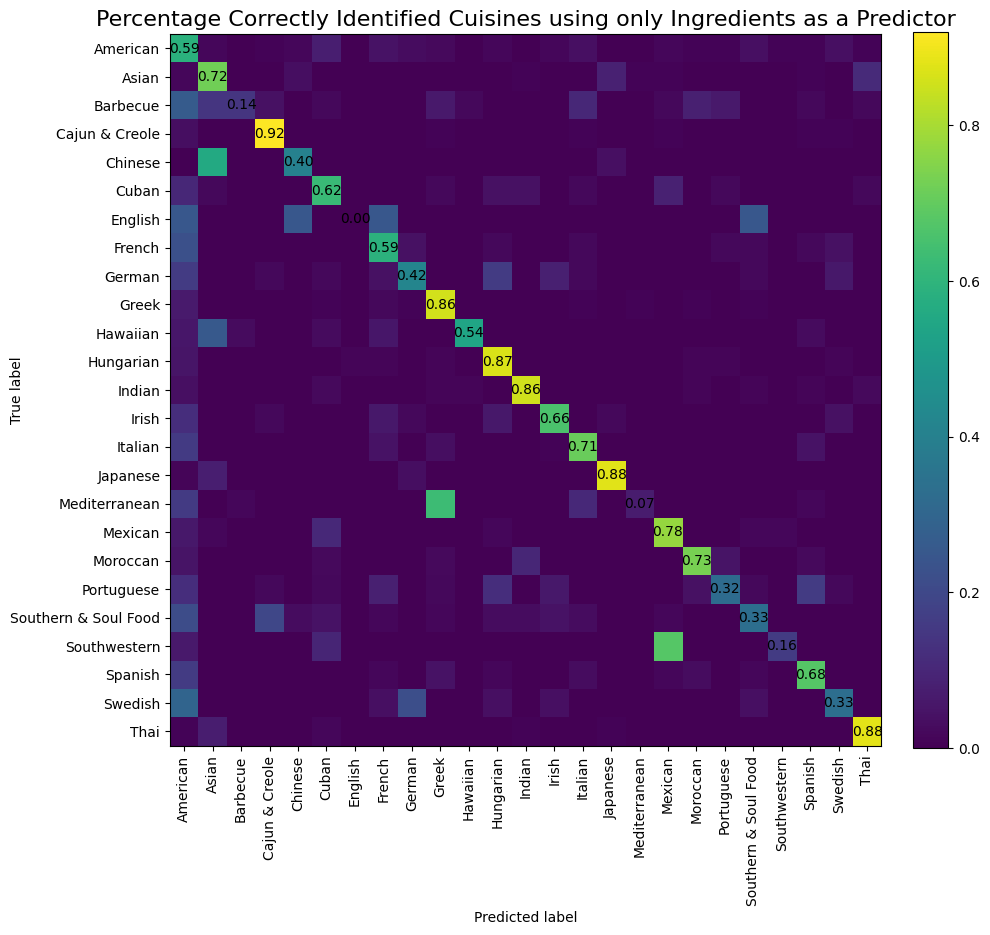 Percentage Correctly Identified Cuisines using only Ingredients as a Predictor
American 0.59
Asian 0.72
Barbecue 0.14
Cajun & Creole 0.92
Chinese 0.40
Cuban 0.62
English 0.00
French 0.59
German 0.42
Greek 0.86
Hawaiian 0.54
Hungarian 0.87
Indian 0.86
Irish 0.66
Italian 0.71
Japanese 0.88
Mediterranean 0.07
Mexican 0.78
Moroccan 0.73
Portuguese 0.32
Southern & Soul Food 0.33
Southwestern 0.16
Spanish 0.68
Swedish 0.33
Thai 0.88
True label
American
Asian
Barbecue
Cajun & Creole
Chinese
Cuban
English
French
German
Greek
Hawaiian
Hungarian
Indian
Irish
Italian
Japanese
Mediterranean
Mexican
Moroccan
Portuguese
Southern & Soul Food
Southwestern
Spanish
Swedish
Thai
Predicted label
0.8
0.6
0.4
0.2
0.0